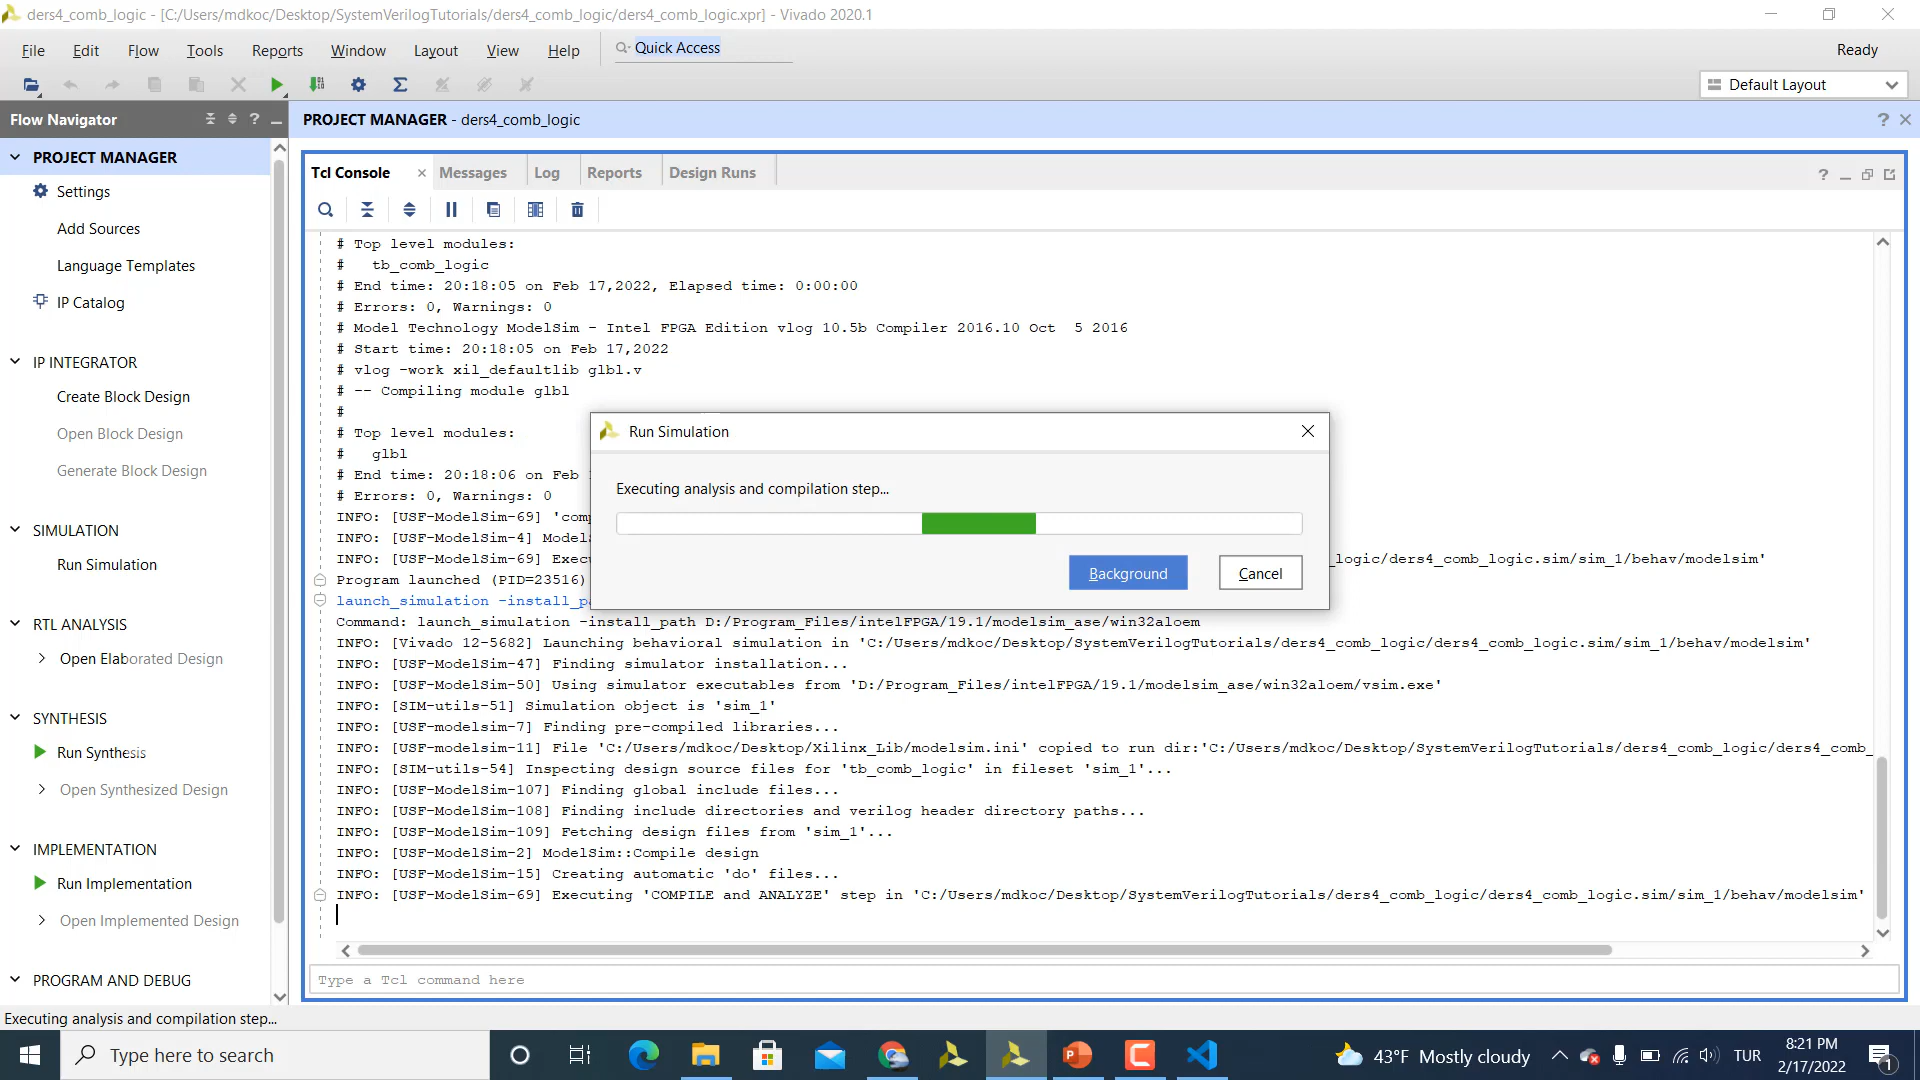 ders4_comb_logic - [C:/Users/mdkoc/Desktop/SystemVerilogTutorials/ders4_comb_logic/ders4_comb_logic.xpr] - Vivado 2020.1
File Edit Flow Tools Reports Window Layout View Help Quick Access Ready
Default Layout
Flow Navigator
PROJECT MANAGER - ders4_comb_logic
PROJECT MANAGER
Settings
Add Sources
Language Templates
IP Catalog
IP INTEGRATOR
Create Block Design
Open Block Design
Generate Block Design
SIMULATION
Run Simulation
RTL ANALYSIS
Open Elaborated Design
SYNTHESIS
Run Synthesis
Open Synthesized Design
IMPLEMENTATION
Run Implementation
Open Implemented Design
PROGRAM AND DEBUG
Tcl Console Messages Log Reports Design Runs
# Top level modules:
# tb_comb_logic
# End time: 20:18:05 on Feb 17,2022, Elapsed time: 0:00:00
# Errors: 0, Warnings: 0
# Model Technology ModelSim - Intel FPGA Edition vlog 10.5b Compiler 2016.10 Oct  5 2016
# Start time: 20:18:05 on Feb 17,2022
# vlog -work xil_defaultlib glbl.v
# -- Compiling module glbl
#
# Top level modules:
# glbl
# End time: 20:18:06 on Feb
# Errors: 0, Warnings: 0
INFO: [USF-ModelSim-69] 'comp
INFO: [USF-ModelSim-4] Model
INFO: [USF-ModelSim-69] Exec _logic/ders4_comb_logic.sim/sim_1/behav/modelsim'
Program launched (PID=23516)
launch_simulation -install_pa
Command: launch_simulation -install_path D:/Program_Files/intelFPGA/19.1/modelsim_ase/win32aloem
INFO: [Vivado 12-5682] Launching behavioral simulation in 'C:/Users/mdkoc/Desktop/SystemVerilogTutorials/ders4_comb_logic/ders4_comb_logic.sim/sim_1/behav/modelsim'
INFO: [USF-ModelSim-47] Finding simulator installation...
INFO: [USF-ModelSim-50] Using simulator executables from 'D:/Program_Files/intelFPGA/19.1/modelsim_ase/win32aloem/vsim.exe'
INFO: [SIM-utils-51] Simulation object is 'sim_1'
INFO: [USF-modelsim-7] Finding pre-compiled libraries...
INFO: [USF-modelsim-11] File 'C:/Users/mdkoc/Desktop/Xilinx_Lib/modelsim.ini' copied to run dir:'C:/Users/mdkoc/Desktop/SystemVerilogTutorials/ders4_comb_logic/ders4_comb_
INFO: [SIM-utils-54] Inspecting design source files for 'tb_comb_logic' in fileset 'sim_1'...
INFO: [USF-ModelSim-107] Finding global include files...
INFO: [USF-ModelSim-108] Finding include directories and verilog header directory paths...
INFO: [USF-ModelSim-109] Fetching design files from 'sim_1'...
INFO: [USF-ModelSim-2] ModelSim::Compile design
INFO: [USF-ModelSim-15] Creating automatic 'do' files...
INFO: [USF-ModelSim-69] Executing 'COMPILE and ANALYZE' step in 'C:/Users/mdkoc/Desktop/SystemVerilogTutorials/ders4_comb_logic/ders4_comb_logic.sim/sim_1/behav/modelsim'
Type a Tcl command here
Run Simulation
Executing analysis and compilation step...
Background Cancel
Executing analysis and compilation step...
Type here to search
43°F Mostly cloudy
TUR
8:21 PM
2/17/2022
1